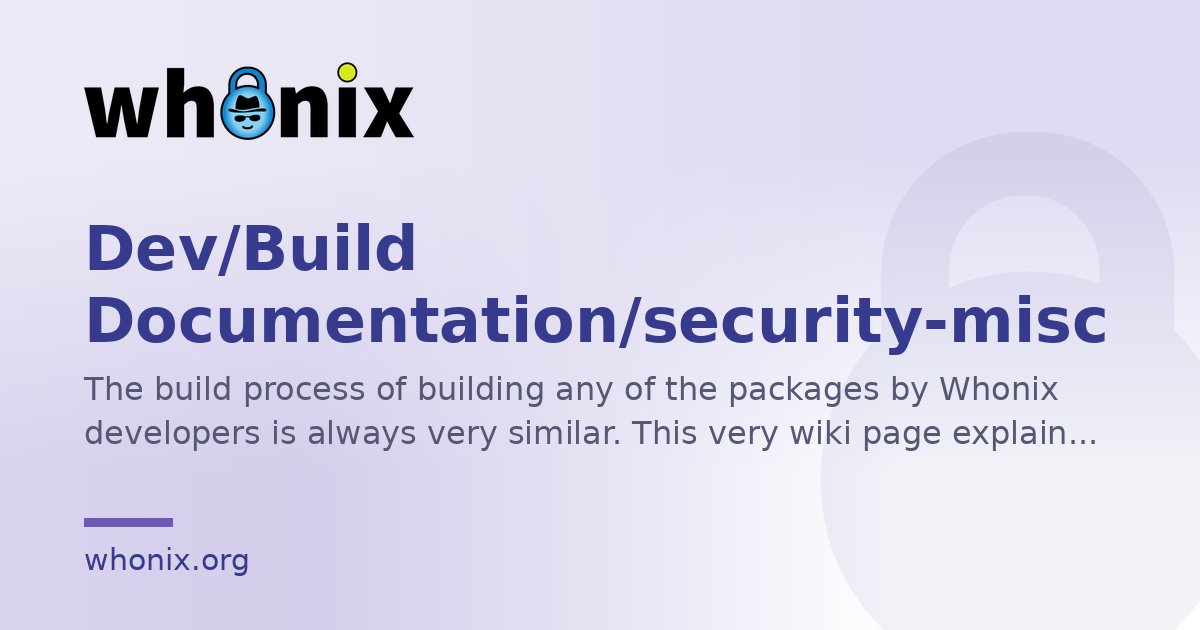 whonix
Dev/Build
Documentation/security-misc
The build process of building any of the packages by Whonix
developers is always very similar. This very wiki page explain...
whonix.org